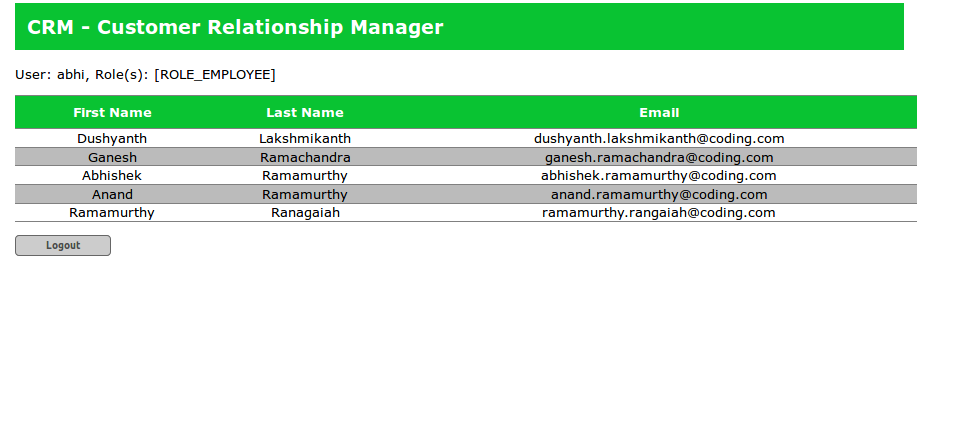 CRM - Customer Relationship Manager
User: abhi, Role(s): [ROLE_EMPLOYEE]
First Name Last Name Email
Dushyanth Lakshmikanth dushyanth.lakshmikanth@coding.com
Ganesh Ramachandra ganesh.ramachandra@coding.com
Abhishek Ramamurthy abhishek.ramamurthy@coding.com
Anand Ramamurthy anand.ramamurthy@coding.com
Ramamurthy Ranagaiah ramamurthy.rangaiah@coding.com
Logout